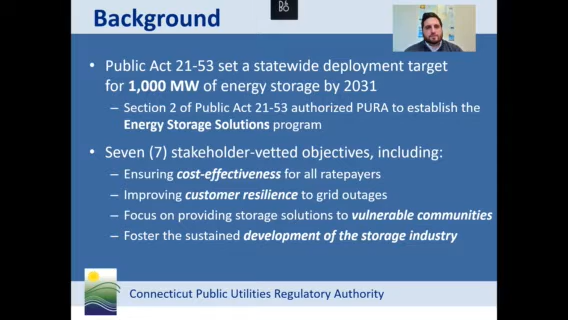 DABO
Background
• Public Act 21-53 set a statewide deployment target
for 1,000 MW of energy storage by 2031
– Section 2 of Public Act 21-53 authorized PURA to establish the
Energy Storage Solutions program
• Seven (7) stakeholder-vetted objectives, including:
– Ensuring cost-effectiveness for all ratepayers
– Improving customer resilience to grid outages
– Focus on providing storage solutions to vulnerable communities
– Foster the sustained development of the storage industry
Connecticut Public Utilities Regulatory Authority